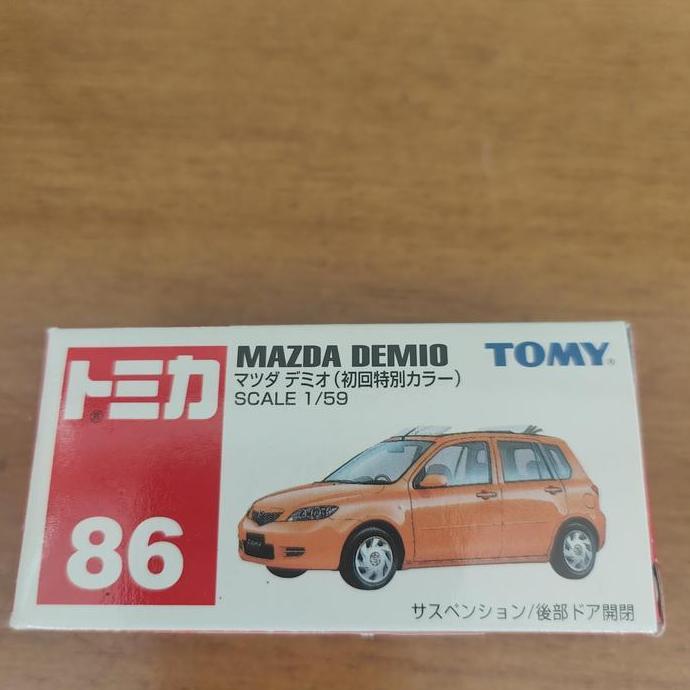 トミカ
86
MAZDA DEMIO
マツダ デミオ(初回特別カラー)
SCALE 1/59
TOMY®
TOMY
サスペンション/後部ドア開閉